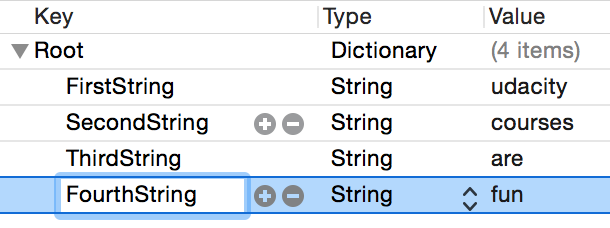 Key Type Value
Root Dictionary (4 items)
FirstString String udacity
SecondString String courses
ThirdString String are
FourthString String fun